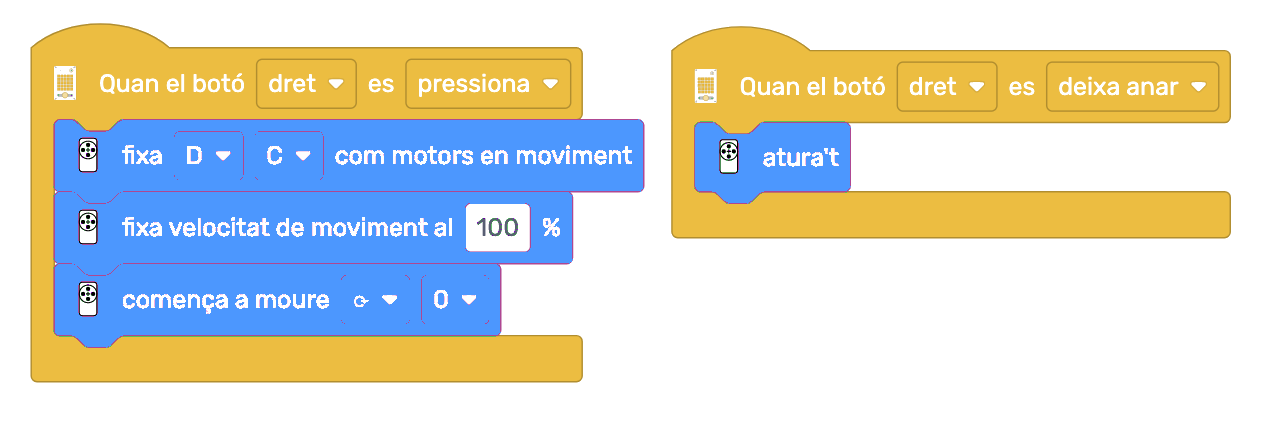 Quan el botó dret es pressiona
fixa D C com motors en moviment
fixa velocitat de moviment al 100 %
comença a moure ⟳ 0
Quan el botó dret es deixa anar
atura't